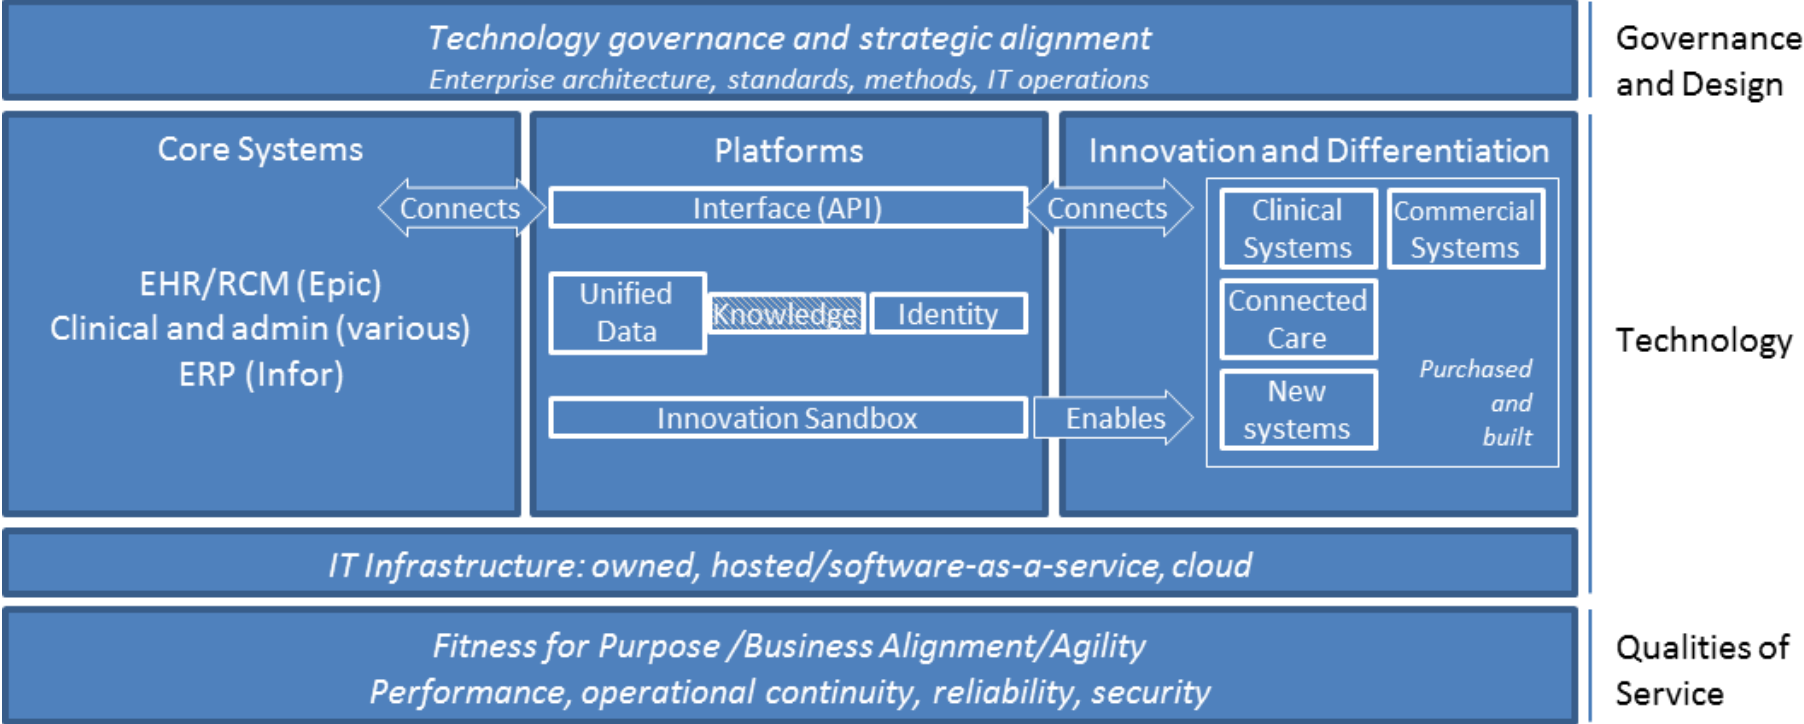 Technology governance and strategic alignment
Enterprise architecture, standards, methods, IT operations
Governance
and Design
Core Systems
Connects
EHR/RCM (Epic)
Clinical and admin (various)
ERP (Infor)
Platforms
Interface (API)
Unified
Data
Knowledge
Identity
Innovation Sandbox
Innovation and Differentiation
Connects
Enables
Clinical
Systems
Commercial
Systems
Connected
Care
New
systems
Purchased
and
built
Technology
IT Infrastructure: owned, hosted/software-as-a-service, cloud
Fitness for Purpose /Business Alignment/Agility
Performance, operational continuity, reliability, security
Qualities of
Service